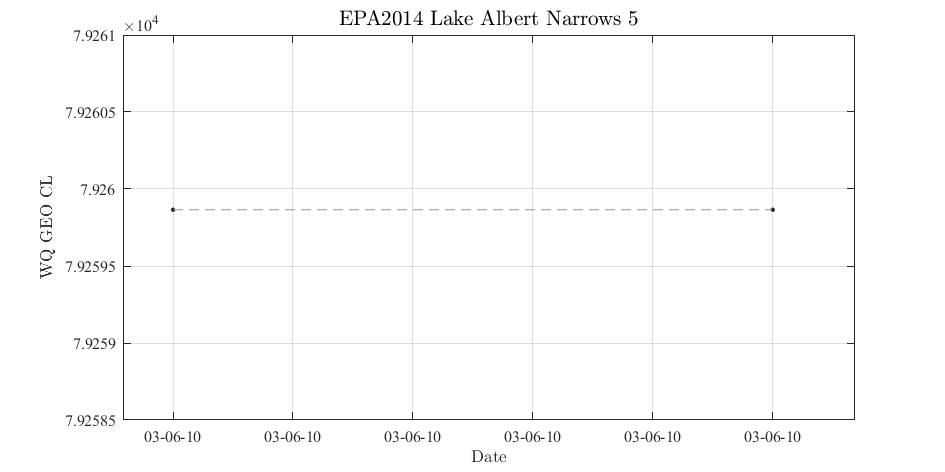 EPA2014 Lake Albert Narrows 5
×10⁴
7.9261
7.92605
7.926
7.92595
7.9259
7.92585
WQ GEO CL
03-06-10 03-06-10 03-06-10 03-06-10 03-06-10 03-06-10
Date